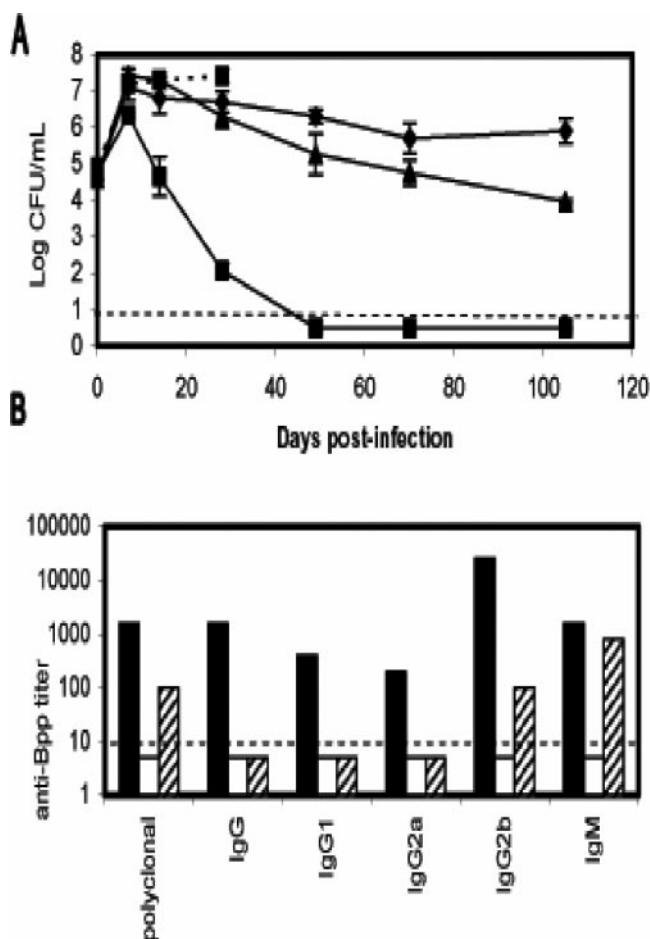 A
8
7
6
5
4
3
2
1
0
Log CFU/mL
0 20 40 60 80 100 120
Days post-infection
B
100000
10000
1000
100
10
1
anti-Bpp titer
polyclonal
IgG
IgG1
IgG2a
IgG2b
IgM